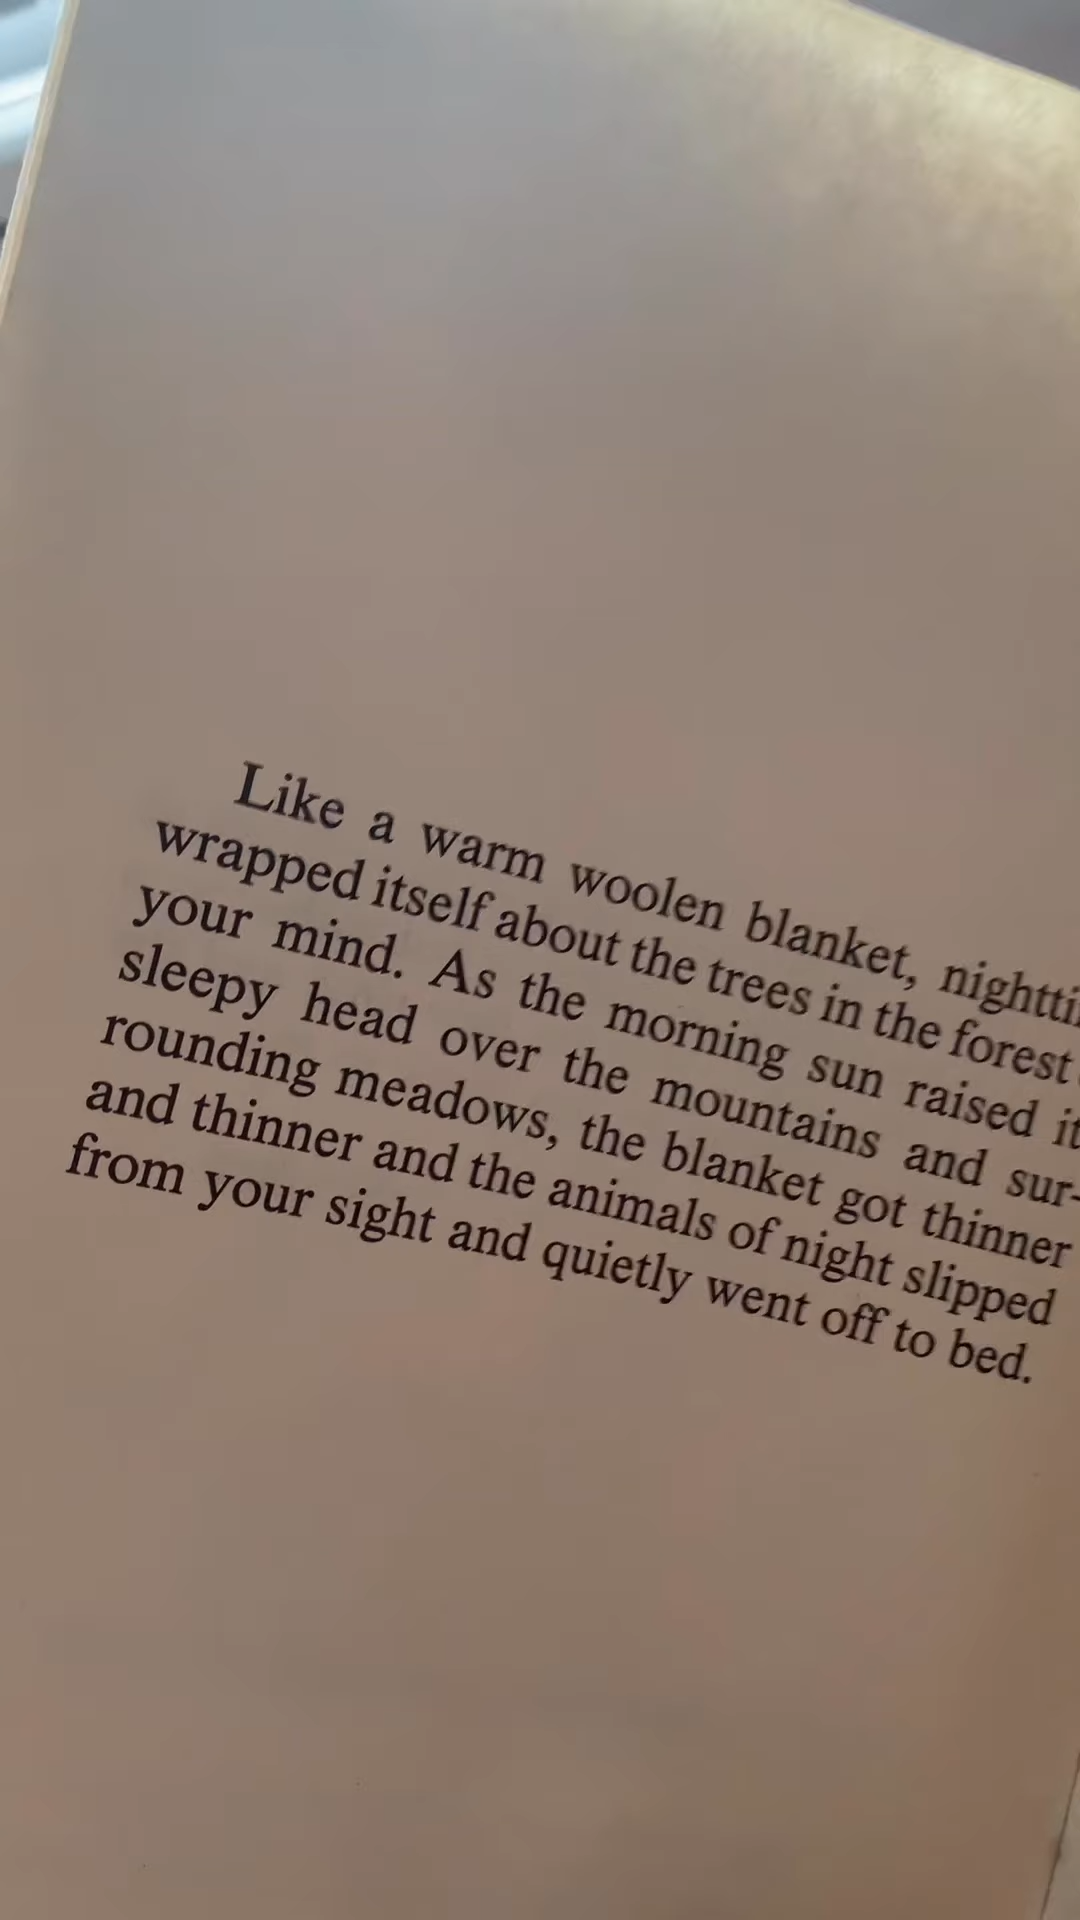 Like a warm woolen blanket, nightti
wrapped itself about the trees in the forest
your mind. As the morning sun raised it
sleepy head over the mountains and sur-
rounding meadows, the blanket got thinner
and thinner and the animals of night slipped
from your sight and quietly went off to bed.